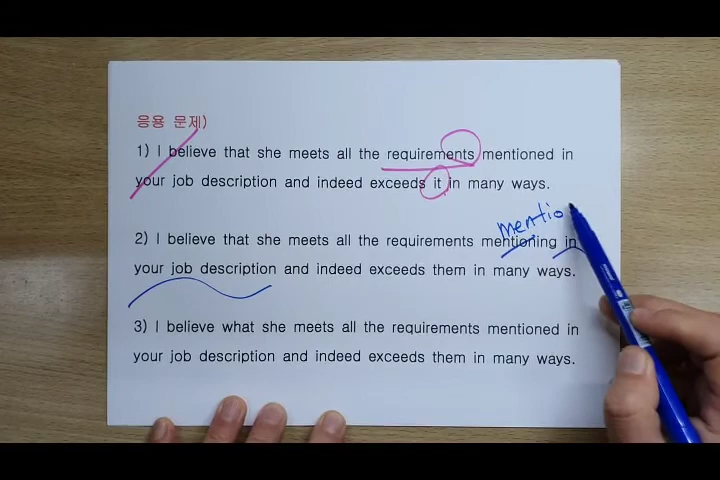 응용 문제)
1) I believe that she meets all the requirements mentioned in
your job description and indeed exceeds it in many ways.
mentio
2) I believe that she meets all the requirements mentioning in
your job description and indeed exceeds them in many ways.
3) I believe what she meets all the requirements mentioned in
your job description and indeed exceeds them in many ways.